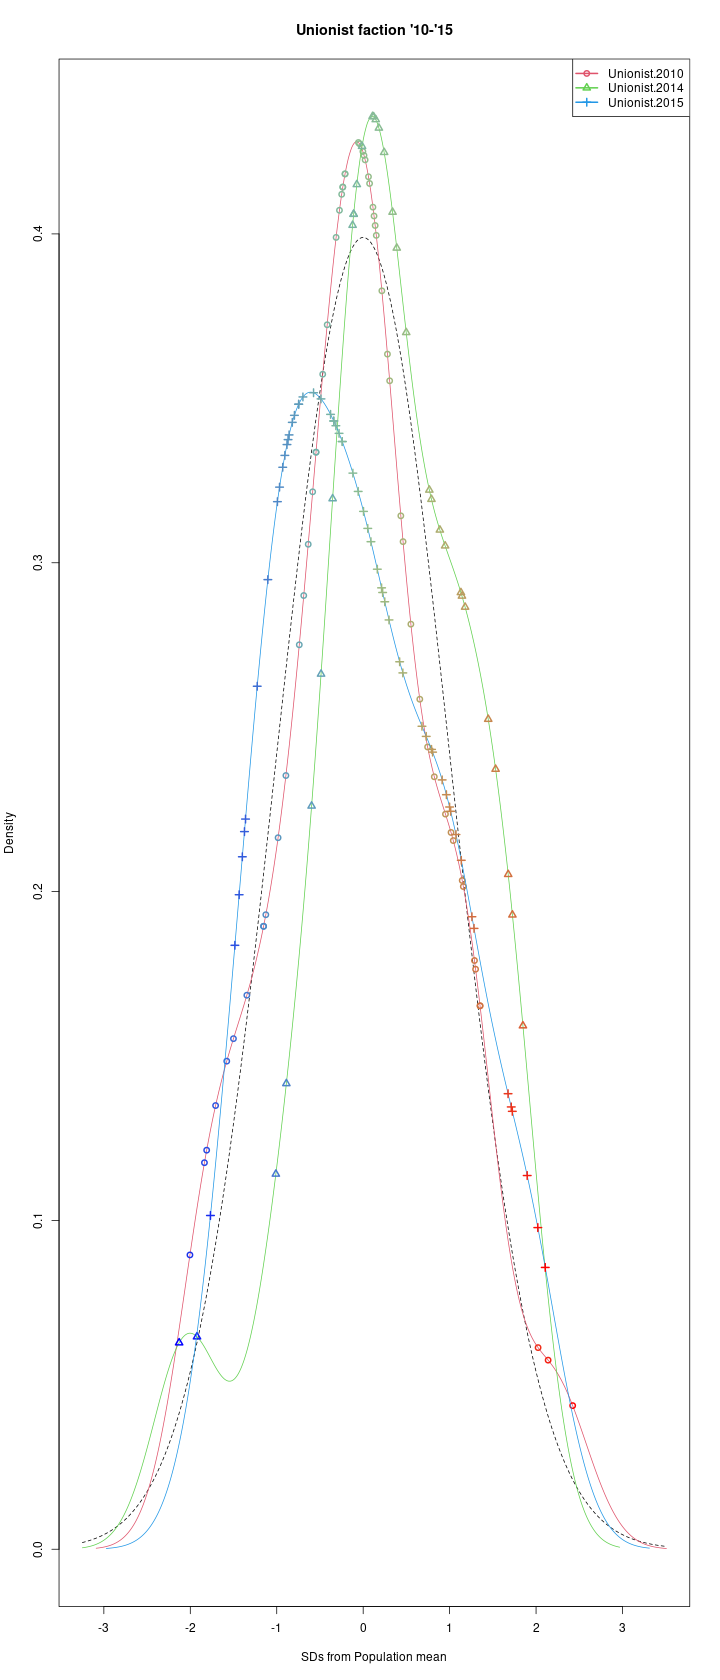 Unionist faction '10-'15
Unionist.2010
Unionist.2014
Unionist.2015
Density
0.4
0.3
0.2
0.1
0.0
-3 -2 -1 0 1 2 3
SDs from Population mean